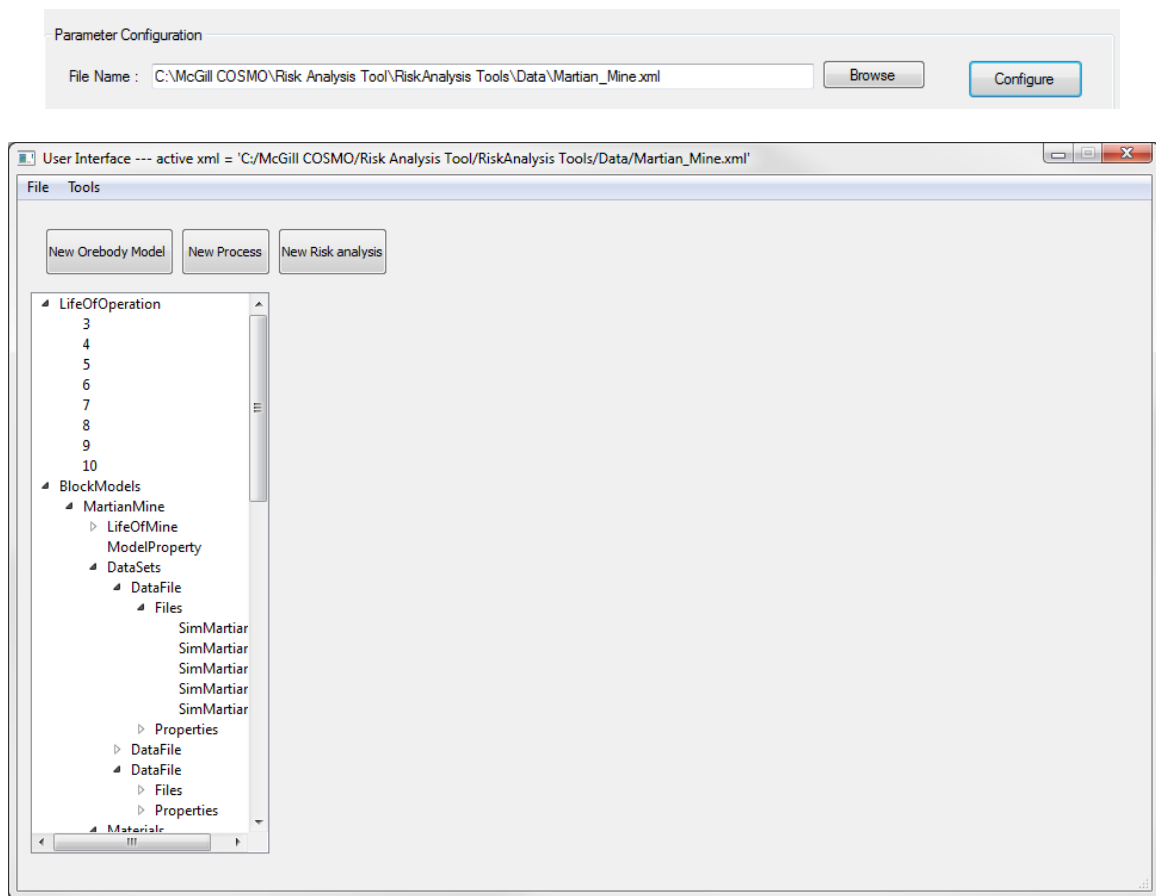 Parameter Configuration
File Name : C:\McGill COSMO\Risk Analysis Tool\RiskAnalysis Tools\Data\Martian_Mine.xml Browse Configure
User Interface --- active xml = 'C:/McGill COSMO/Risk Analysis Tool/RiskAnalysis Tools/Data/Martian_Mine.xml'
File Tools
New Orebody Model New Process New Risk analysis
LifeOfOperation
3
4
5
6
7
8
9
10
BlockModels
MartianMine
LifeOfMine
ModelProperty
DataSets
DataFile
Files
SimMartian
SimMartian
SimMartian
SimMartian
SimMartian
Properties
DataFile
DataFile
Files
Properties
Materials